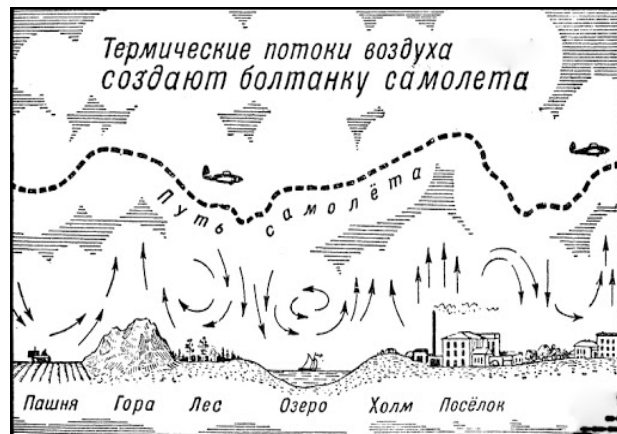 Термические потоки воздуха
создают болтанку самолета
Путь самолёта
Пашня Гора Лес Озеро Холм Посёлок